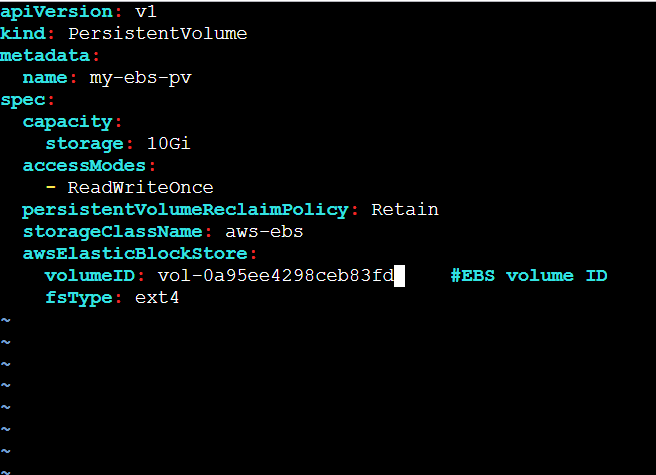 apiVersion: v1
kind: PersistentVolume
metadata:
  name: my-ebs-pv
spec:
  capacity:
    storage: 10Gi
  accessModes:
    - ReadWriteOnce
  persistentVolumeReclaimPolicy: Retain
  storageClassName: aws-ebs
  awsElasticBlockStore:
    volumeID: vol-0a95ee4298ceb83fd     #EBS volume ID
    fsType: ext4
~
~
~
~
~
~
~
~